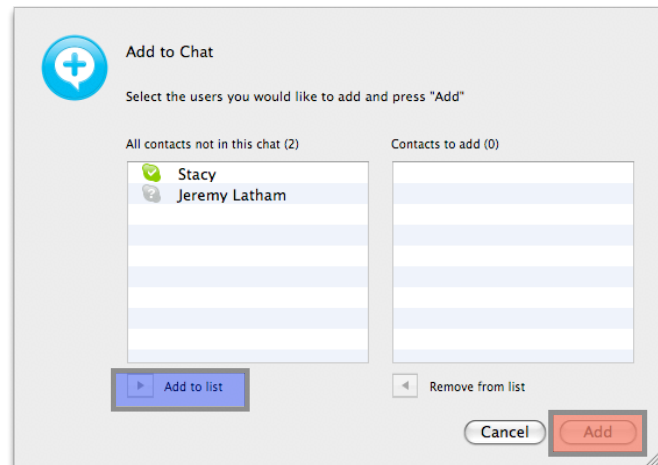 Add to Chat
Select the users you would like to add and press "Add"
All contacts not in this chat (2)
Contacts to add (0)
Stacy
Jeremy Latham
Add to list
Remove from list
Cancel
Add